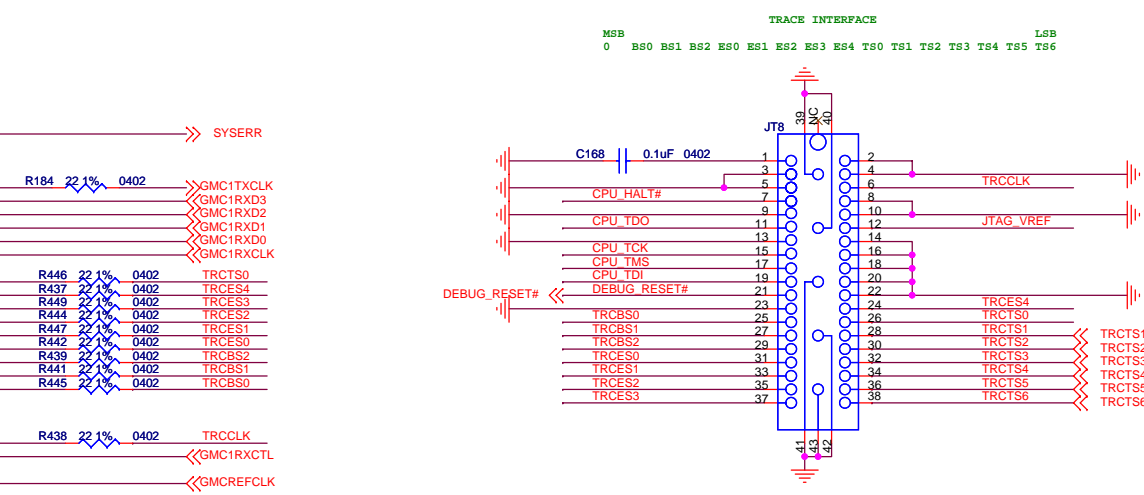 TRACE INTERFACE
MSB LSB
0 BS0 BS1 BS2 ES0 ES1 ES2 ES3 ES4 TS0 TS1 TS2 TS3 TS4 TS5 TS6
39 NC 40
JT8
SYSERR
C168 0.1uF 0402 1 2
3 4
R184 22 1% 0402 GMC1TXCLK 5 6 TRCCLK
GMC1RXD3 CPU_HALT# 7 8
GMC1RXD2 9 10
GMC1RXD1 CPU_TDO 11 12 JTAG_VREF
GMC1RXD0 13 14
GMC1RXCLK CPU_TCK 15 16
CPU_TMS 17 18
R446 22 1% 0402 TRCTS0 CPU_TDI 19 20
R437 22 1% 0402 TRCES4 DEBUG_RESET# DEBUG_RESET# 21 22
R449 22 1% 0402 TRCES3 23 24 TRCES4
R444 22 1% 0402 TRCES2 TRCBS0 25 26 TRCTS0
R447 22 1% 0402 TRCES1 TRCBS1 27 28 TRCTS1 TRCTS1
R442 22 1% 0402 TRCES0 TRCBS2 29 30 TRCTS2 TRCTS2
R439 22 1% 0402 TRCBS2 TRCES0 31 32 TRCTS3 TRCTS3
R441 22 1% 0402 TRCBS1 TRCES1 33 34 TRCTS4 TRCTS4
R445 22 1% 0402 TRCBS0 TRCES2 35 36 TRCTS5 TRCTS5
TRCES3 37 38 TRCTS6 TRCTS6
R438 22 1% 0402 TRCCLK 41 43 42
GMC1RXCTL
GMCREFCLK